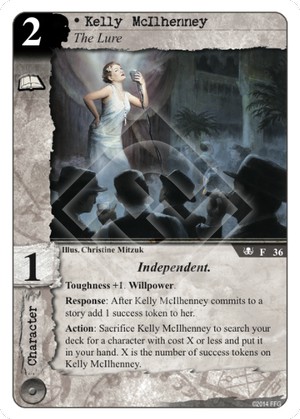 2
• Kelly McIlhenney
The Lure
Illus. Christine Mitzuk
F 36
1
Independent.
Toughness +1. Willpower.
Response: After Kelly McIlhenney commits to a
story add 1 success token to her.
Action: Sacrifice Kelly McIlhenney to search your
deck for a character with cost X or less and put it
in your hand. X is the number of success tokens on
Kelly McIlhenney.
Character
©2014 FFG